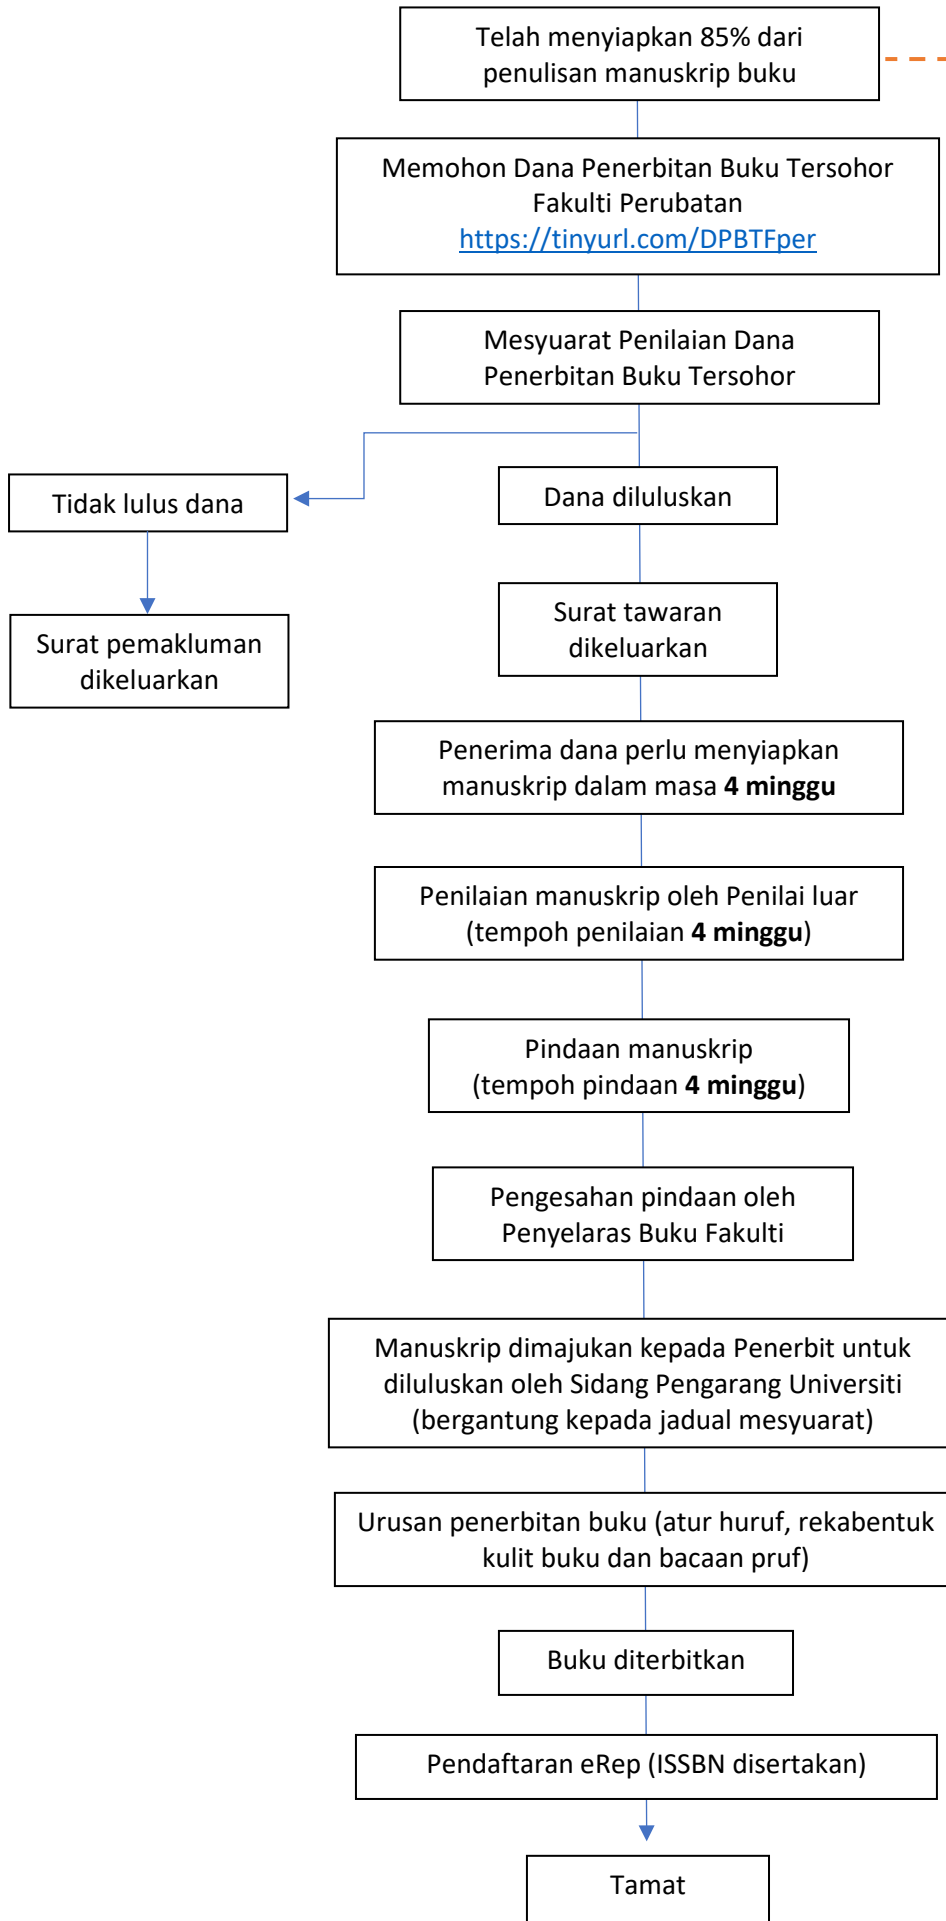 Telah menyiapkan 85% dari
penulisan manuskrip buku
Memohon Dana Penerbitan Buku Tersohor
Fakulti Perubatan
https://tinyurl.com/DPBTFper
Mesyuarat Penilaian Dana
Penerbitan Buku Tersohor
Tidak lulus dana
Dana diluluskan
Surat pemakluman
dikeluarkan
Surat tawaran
dikeluarkan
Penerima dana perlu menyiapkan
manuskrip dalam masa 4 minggu
Penilaian manuskrip oleh Penilai luar
(tempoh penilaian 4 minggu)
Pindaan manuskrip
(tempoh pindaan 4 minggu)
Pengesahan pindaan oleh
Penyelaras Buku Fakulti
Manuskrip dimajukan kepada Penerbit untuk
diluluskan oleh Sidang Pengarang Universiti
(bergantung kepada jadual mesyuarat)
Urusan penerbitan buku (atur huruf, rekabentuk
kulit buku dan bacaan pruf)
Buku diterbitkan
Pendaftaran eRep (ISSBN disertakan)
Tamat